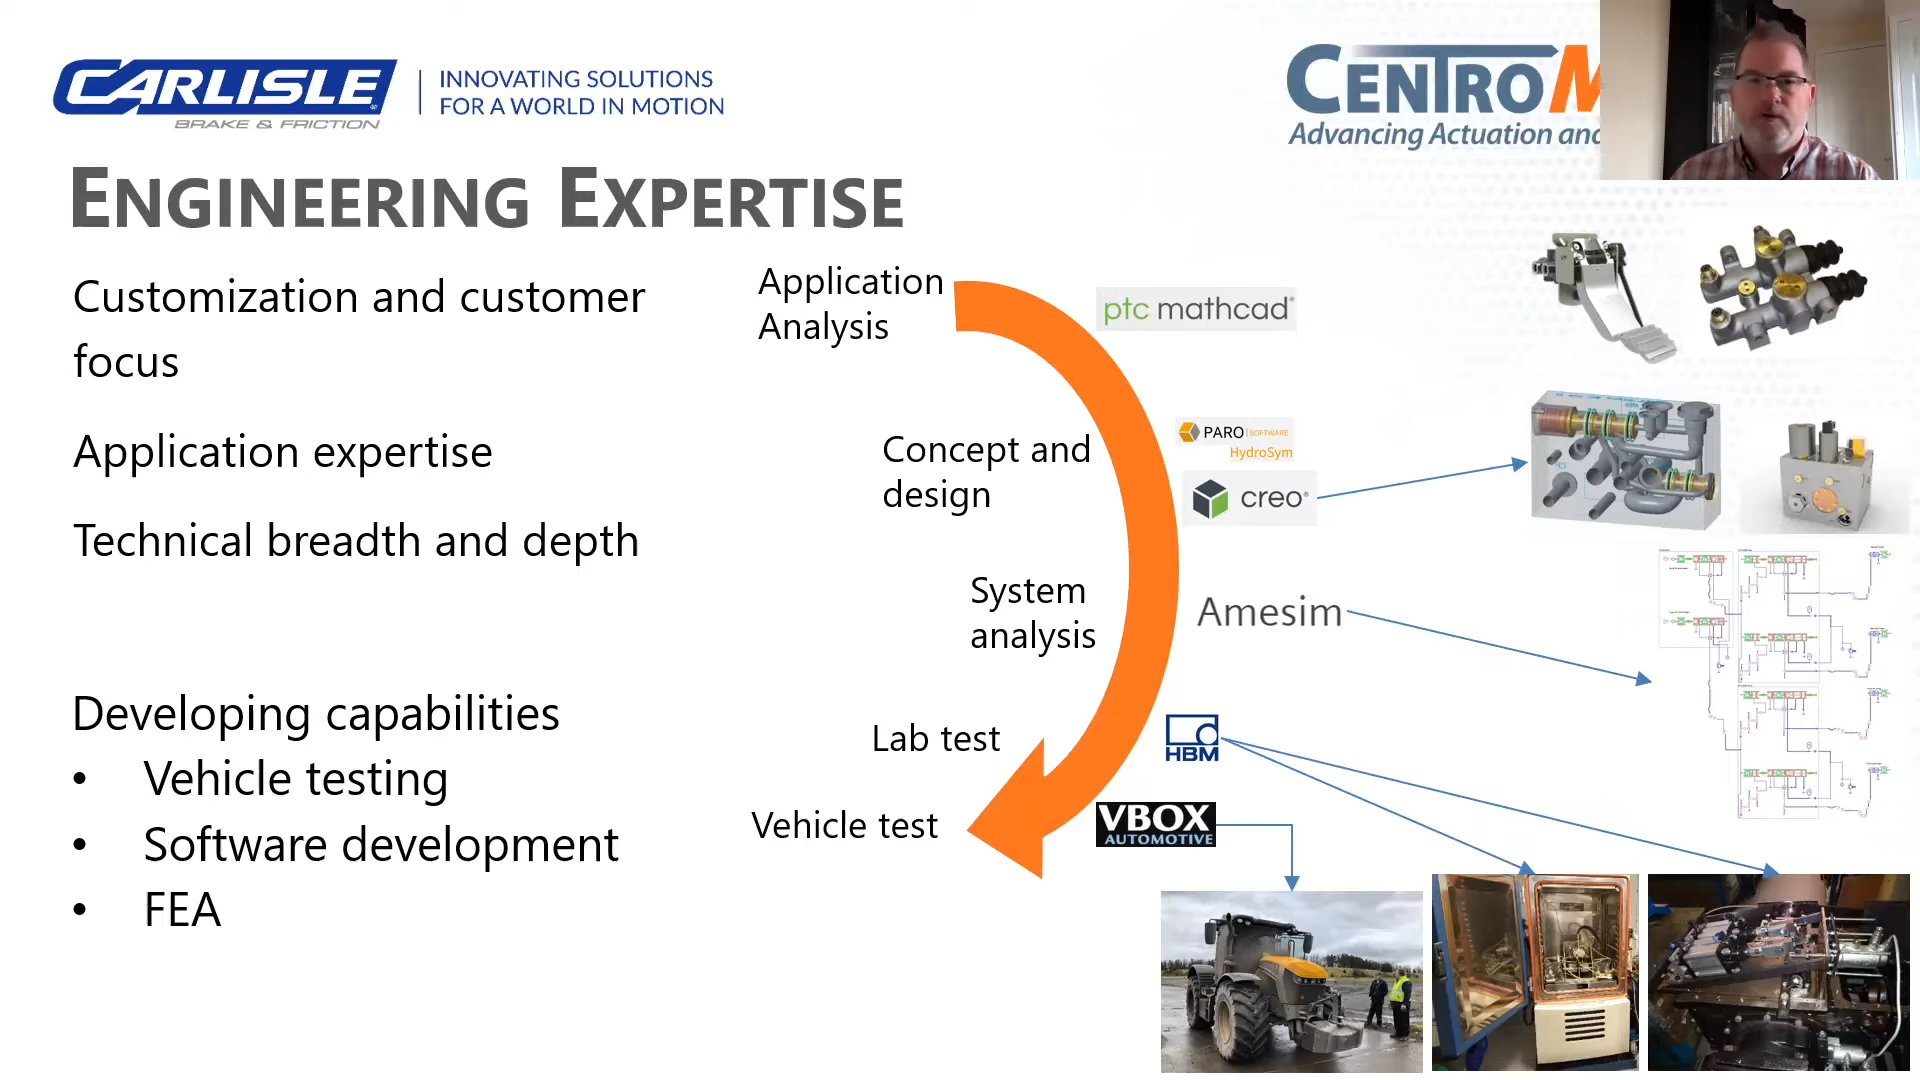 CARLISLE
BRAKE & FRICTION
INNOVATING SOLUTIONS
FOR A WORLD IN MOTION
CENTROM
Advancing Actuation and
ENGINEERING EXPERTISE
Customization and customer
focus
Application expertise
Technical breadth and depth
Developing capabilities
• Vehicle testing
• Software development
• FEA
Application
Analysis
Concept and
design
System
analysis
Lab test
Vehicle test
ptc mathcad
PARO|SOFTWARE
HydroSym
creo
Amesim
HBM
VBOX
AUTOMOTIVE